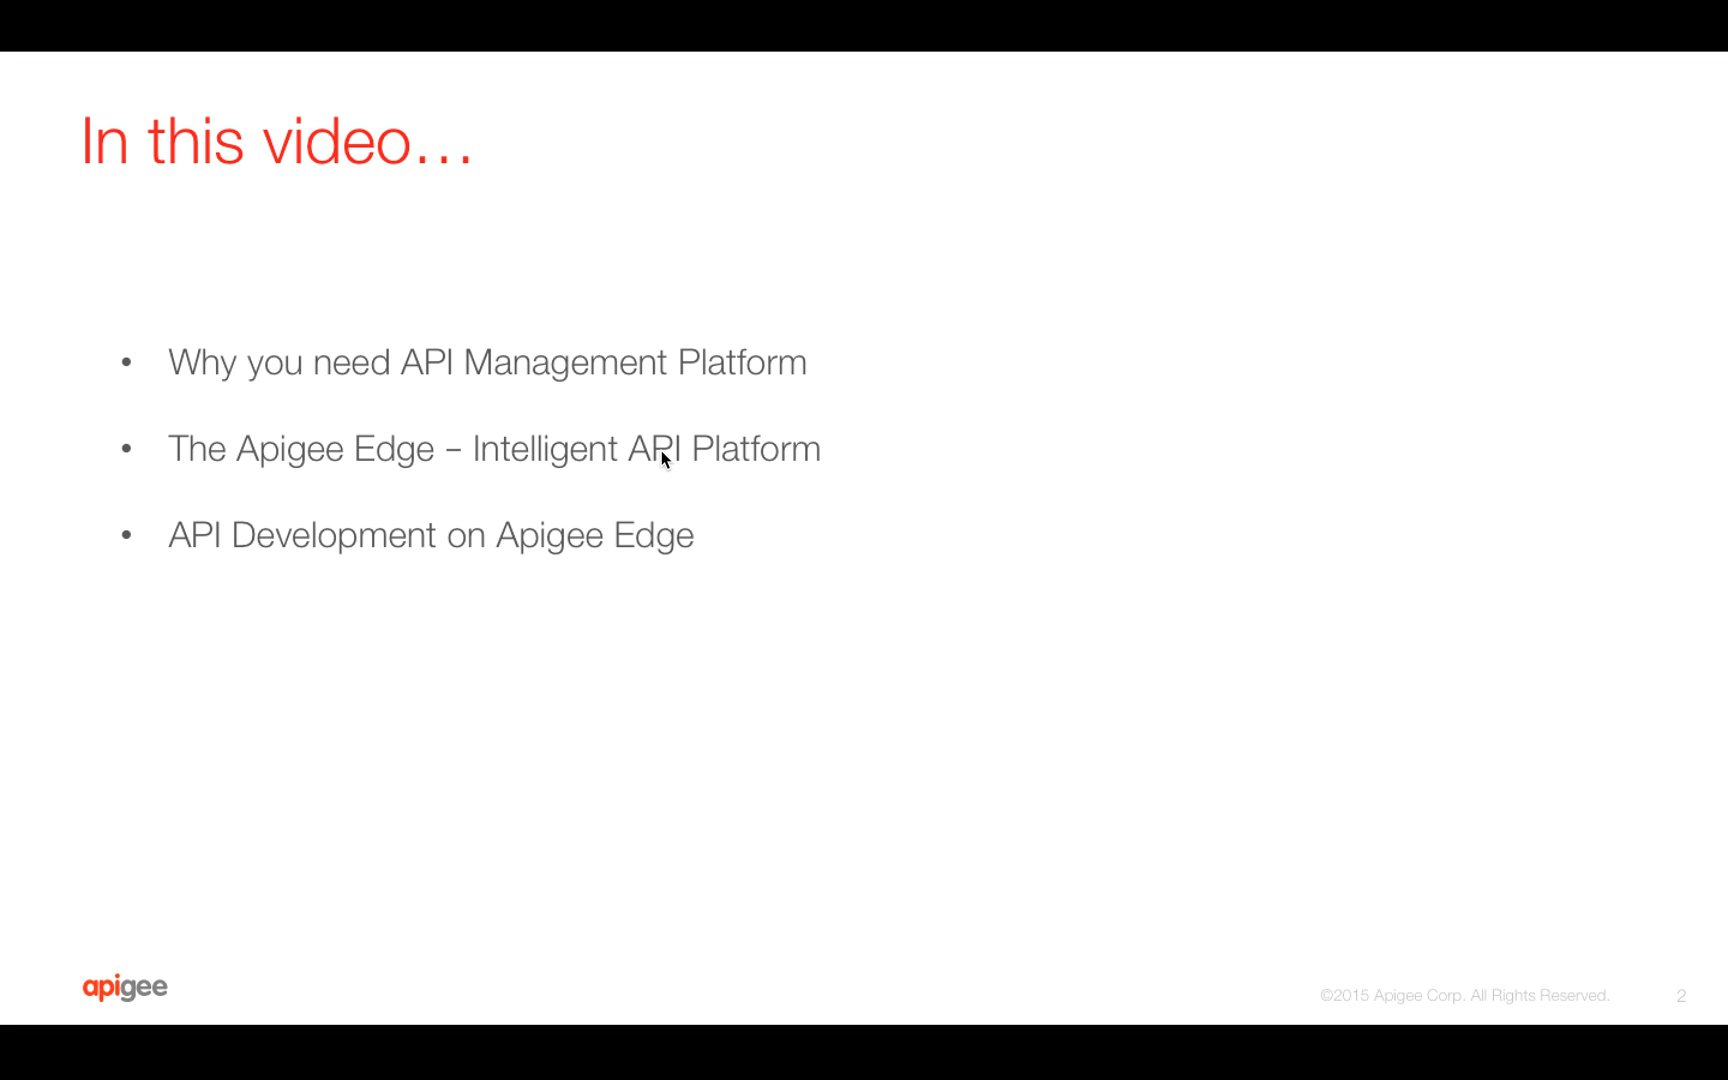 In this video…
• Why you need API Management Platform
• The Apigee Edge – Intelligent API Platform
• API Development on Apigee Edge
apigee
©2015 Apigee Corp. All Rights Reserved. 2